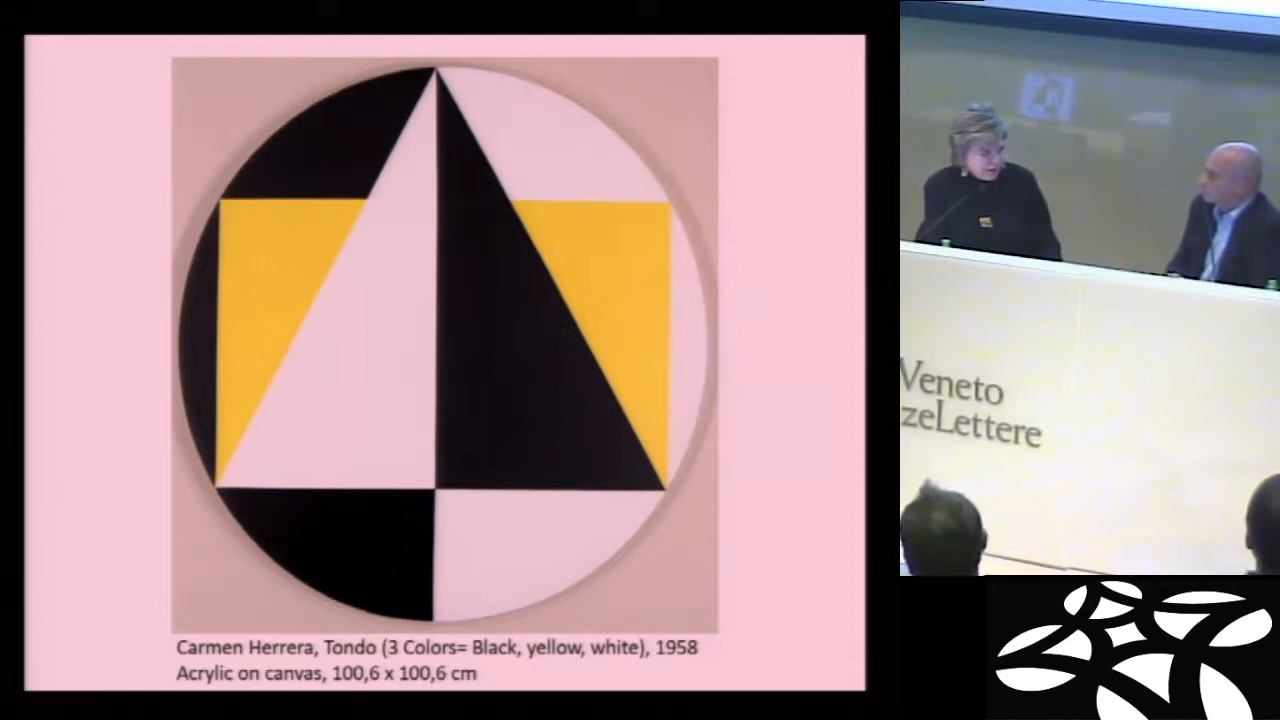 Carmen Herrera, Tondo (3 Colors= Black, yellow, white), 1958
Acrylic on canvas, 100,6 x 100,6 cm
Veneto
zeLettere